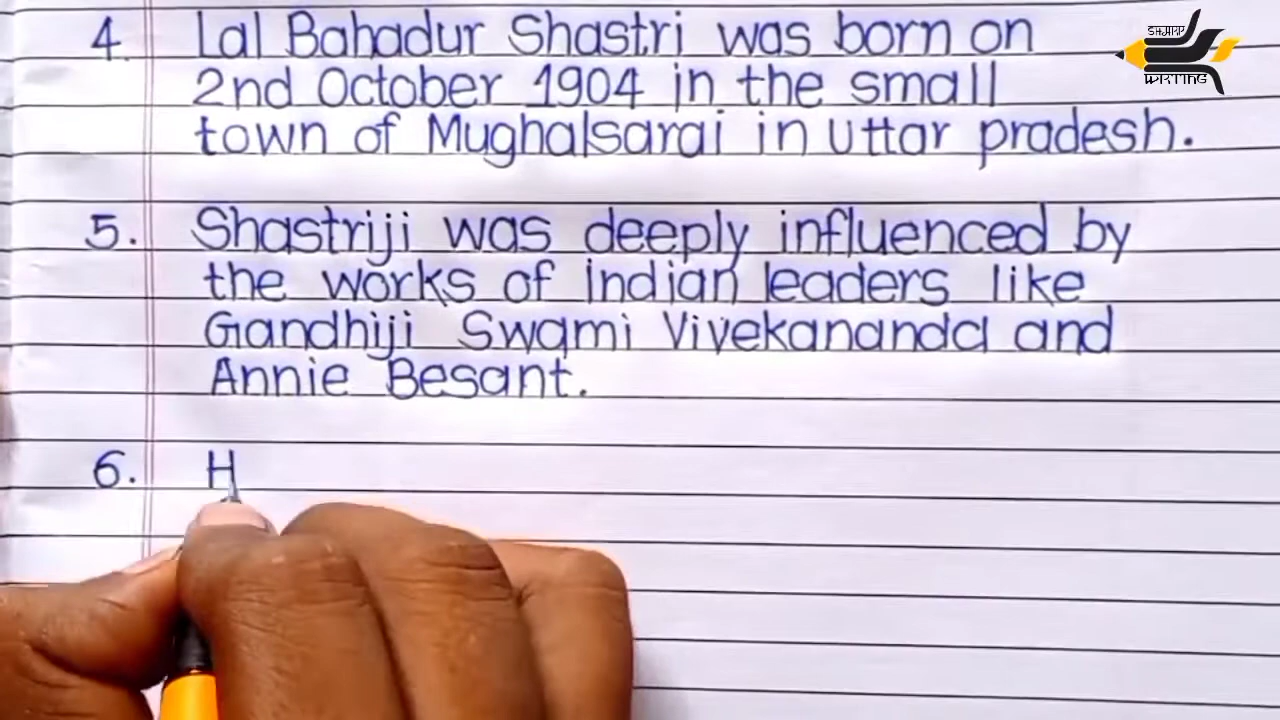 4. Lal Bahadur Shastri was born on
2nd October 1904 in the small
town of Mughalsarai in Uttar pradesh.
5. Shastriji was deeply influenced by
the works of indian leaders like
Gandhiji Swami Vivekananda and
Annie Besant.
6. H
SHARP
WRITING